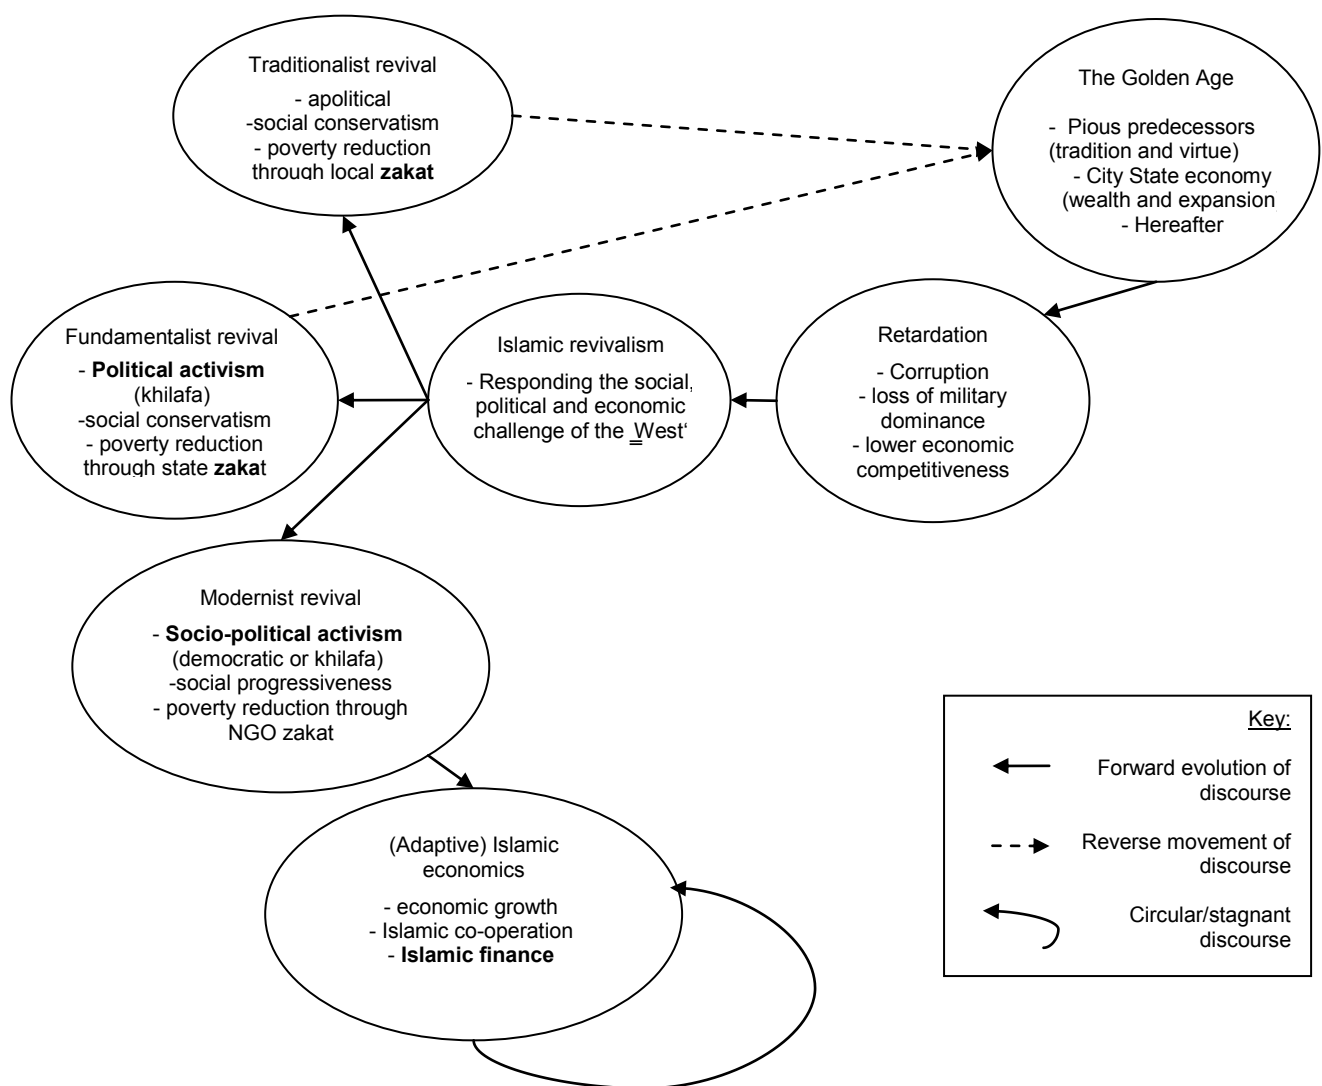 Traditionalist revival
- apolitical
-social conservatism
- poverty reduction
through local zakat
The Golden Age
- Pious predecessors
(tradition and virtue)
- City State economy
(wealth and expansion
- Hereafter
Fundamentalist revival
- Political activism
(khilafa)
-social conservatism
- poverty reduction
through state zakat
Islamic revivalism
- Responding the social,
political and economic
challenge of the ‗West‘
Retardation
- Corruption
- loss of military
dominance
- lower economic
competitiveness
Modernist revival
- Socio-political activism
(democratic or khilafa)
-social progressiveness
- poverty reduction through
NGO zakat
(Adaptive) Islamic
economics
- economic growth
- Islamic co-operation
- Islamic finance
Key:
Forward evolution of
discourse
Reverse movement of
discourse
Circular/stagnant
discourse